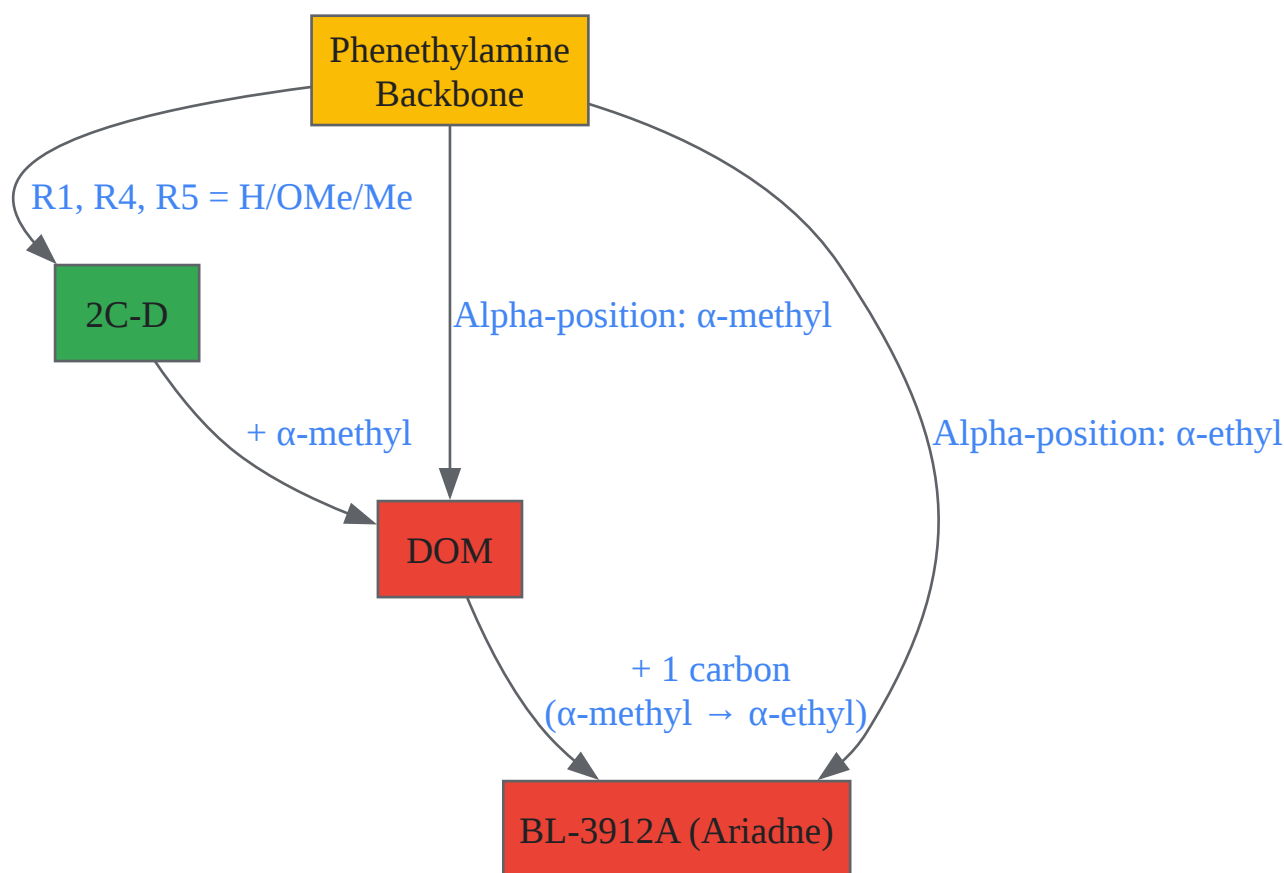 Phenethylamine
Backbone
R1, R4, R5 = H/OMe/Me
2C-D
Alpha-position: α-methyl
+ α-methyl
Alpha-position: α-ethyl
DOM
+ 1 carbon
(α-methyl → α-ethyl)
BL-3912A (Ariadne)